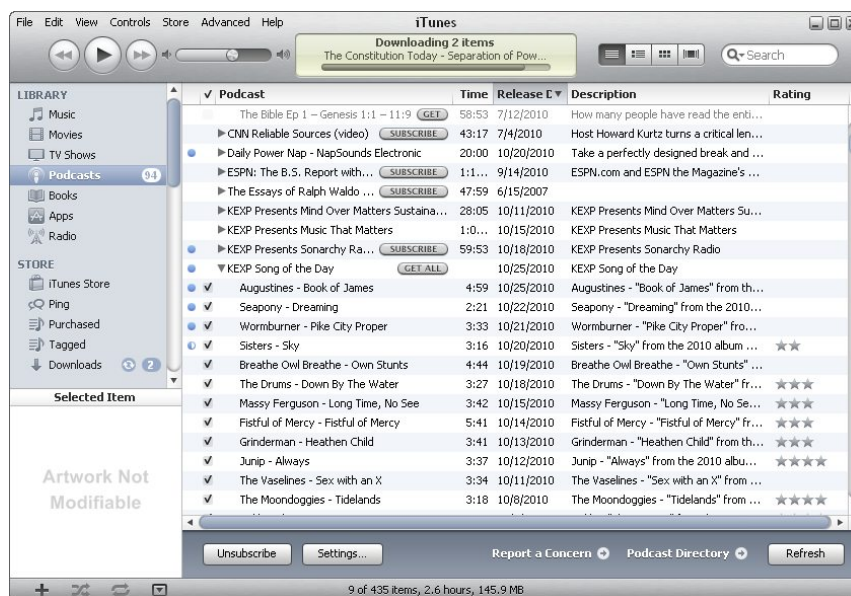 File Edit View Controls Store Advanced Help
iTunes
Downloading 2 items
The Constitution Today - Separation of Pow...
Search
LIBRARY
Music
Movies
TV Shows
Podcasts 94
Books
Apps
Radio
STORE
iTunes Store
Ping
Purchased
Tagged
Downloads 2
Selected Item
Artwork Not
Modifiable
Podcast Time Release D Description Rating
The Bible Ep 1 – Genesis 1:1 – 11:9 GET 58:53 7/12/2010 How many people have read the enti...
CNN Reliable Sources (video) SUBSCRIBE 43:17 7/4/2010 Host Howard Kurtz turns a critical len...
Daily Power Nap - NapSounds Electronic 20:00 10/20/2010 Take a perfectly designed break and ...
ESPN: The B.S. Report with... SUBSCRIBE 1:1... 9/14/2010 ESPN.com and ESPN the Magazine's ...
The Essays of Ralph Waldo ... SUBSCRIBE 47:59 6/15/2007
KEXP Presents Mind Over Matters Sustaina... 28:05 10/11/2010 KEXP Presents Mind Over Matters Su...
KEXP Presents Music That Matters 1:0... 10/15/2010 KEXP Presents Music That Matters
KEXP Presents Sonarchy Ra... SUBSCRIBE 59:53 10/18/2010 KEXP Presents Sonarchy Radio
KEXP Song of the Day GET ALL 10/25/2010 KEXP Song of the Day
Augustines - Book of James 4:59 10/25/2010 Augustines - "Book of James" from th...
Seapony - Dreaming 2:21 10/22/2010 Seapony - "Dreaming" from the 2010...
Wormburner - Pike City Proper 3:33 10/21/2010 Wormburner - "Pike City Proper" fro...
Sisters - Sky 3:16 10/20/2010 Sisters - "Sky" from the 2010 album ...
Breathe Owl Breathe - Own Stunts 4:44 10/19/2010 Breathe Owl Breathe - "Own Stunts" ...
The Drums - Down By The Water 3:27 10/18/2010 The Drums - "Down By The Water" fr...
Massy Ferguson - Long Time, No See 3:42 10/15/2010 Massy Ferguson - "Long Time, No Se...
Fistful of Mercy - Fistful of Mercy 5:41 10/14/2010 Fistful of Mercy - "Fistful of Mercy" fr...
Grinderman - Heathen Child 3:41 10/13/2010 Grinderman - "Heathen Child" from th...
Junip - Always 3:37 10/12/2010 Junip - "Always" from the 2010 albu...
The Vaselines - Sex with an X 3:34 10/11/2010 The Vaselines - "Sex with an X" from ...
The Moondoggies - Tidelands 3:18 10/8/2010 The Moondoggies - "Tidelands" from ...
Unsubscribe Settings... Report a Concern Podcast Directory Refresh
9 of 435 items, 2.6 hours, 145.9 MB